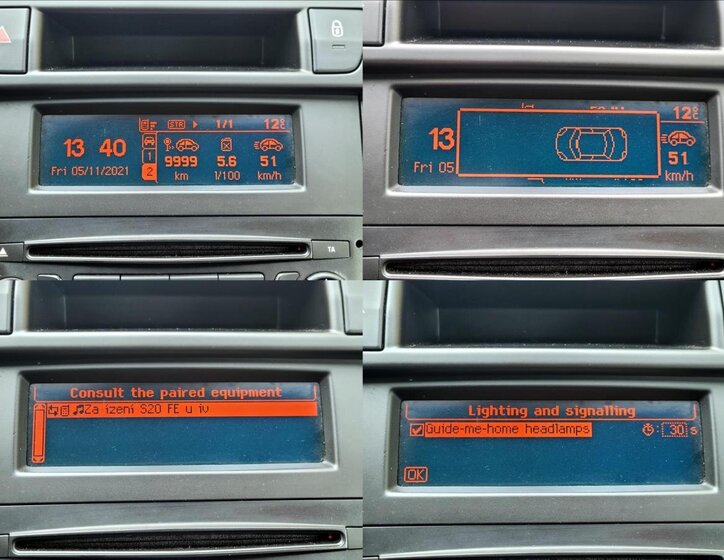 STR 1/1 12°C
13 40
1
9999 5.6 51
Fri 05/11/2021 2 km l/100 km/h
TA
12°C
13
51
Fri 05
km/h
Consult the paired equipment
Za ízení S20 FE u iv
Lighting and signalling
Guide-me-home headlamps : 30 s
OK